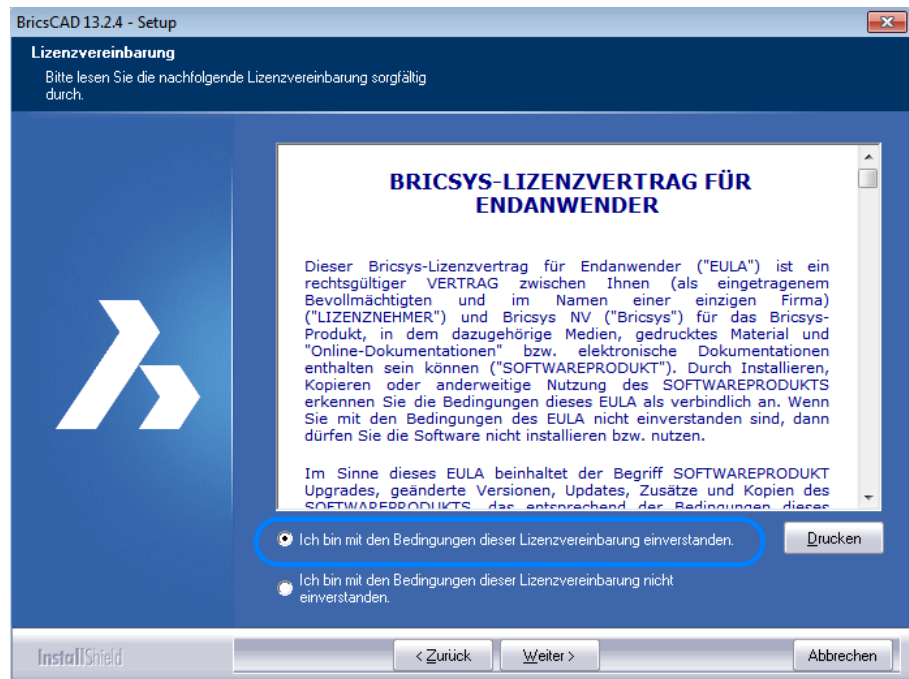 BricsCAD 13.2.4 - Setup
Lizenzvereinbarung
Bitte lesen Sie die nachfolgende Lizenzvereinbarung sorgfältig
durch.
BRICSYS-LIZENZVERTRAG FÜR
ENDANWENDER
Dieser Bricsys-Lizenzvertrag für Endanwender ("EULA") ist ein
rechtsgültiger VERTRAG zwischen Ihnen (als eingetragenem
Bevollmächtigten und im Namen einer einzigen Firma)
("LIZENZNEHMER") und Bricsys NV ("Bricsys") für das Bricsys-
Produkt, in dem dazugehörige Medien, gedrucktes Material und
"Online-Dokumentationen" bzw. elektronische Dokumentationen
enthalten sein können ("SOFTWAREPRODUKT"). Durch Installieren,
Kopieren oder anderweitige Nutzung des SOFTWAREPRODUKTS
erkennen Sie die Bedingungen dieses EULA als verbindlich an. Wenn
Sie mit den Bedingungen des EULA nicht einverstanden sind, dann
dürfen Sie die Software nicht installieren bzw. nutzen.
Im Sinne dieses EULA beinhaltet der Begriff SOFTWAREPRODUKT
Upgrades, geänderte Versionen, Updates, Zusätze und Kopien des
SOFTWAREPRODUKTS, das entsprechend der Bedingungen dieses
Ich bin mit den Bedingungen dieser Lizenzvereinbarung einverstanden.
Drucken
Ich bin mit den Bedingungen dieser Lizenzvereinbarung nicht
einverstanden.
InstallShield
< Zurück
Weiter >
Abbrechen